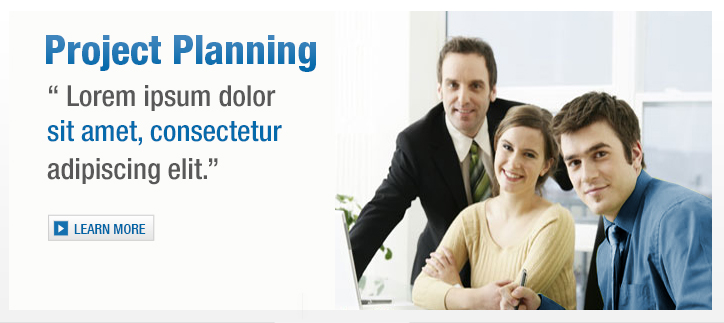 Project Planning
“ Lorem ipsum dolor
sit amet, consectetur
adipiscing elit.”
LEARN MORE